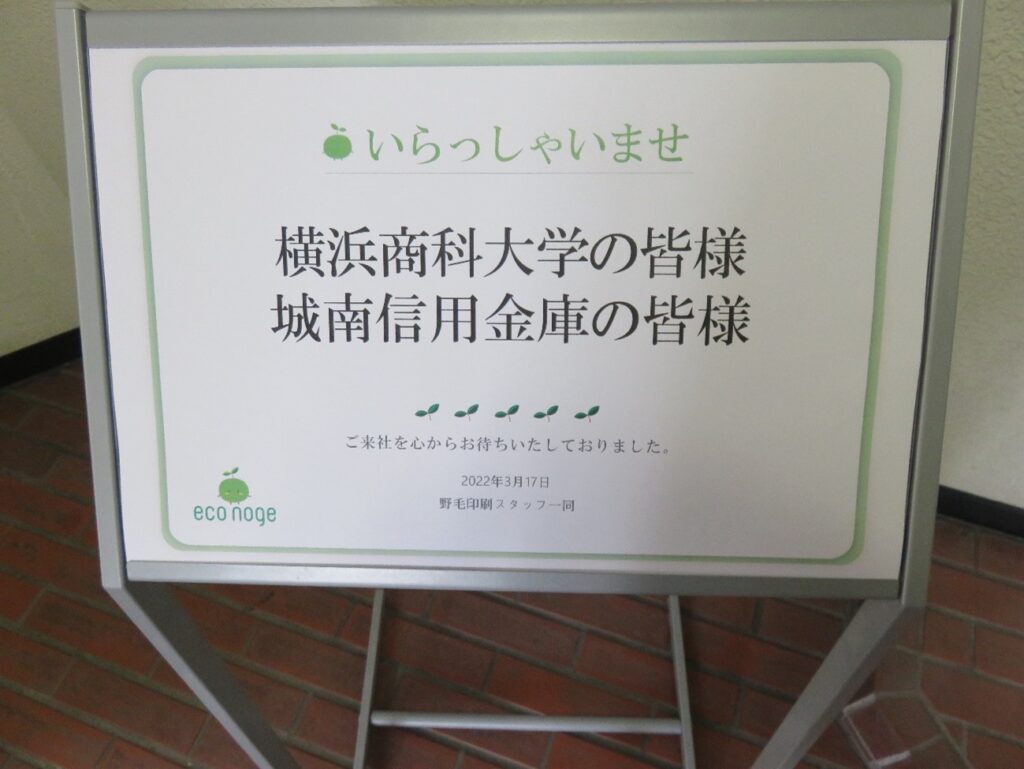 いらっしゃいませ
横浜商科大学の皆様
城南信用金庫の皆様
ご来社を心からお待ちいたしておりました。
2022年3月17日
野毛印刷スタッフ一同
eco noge